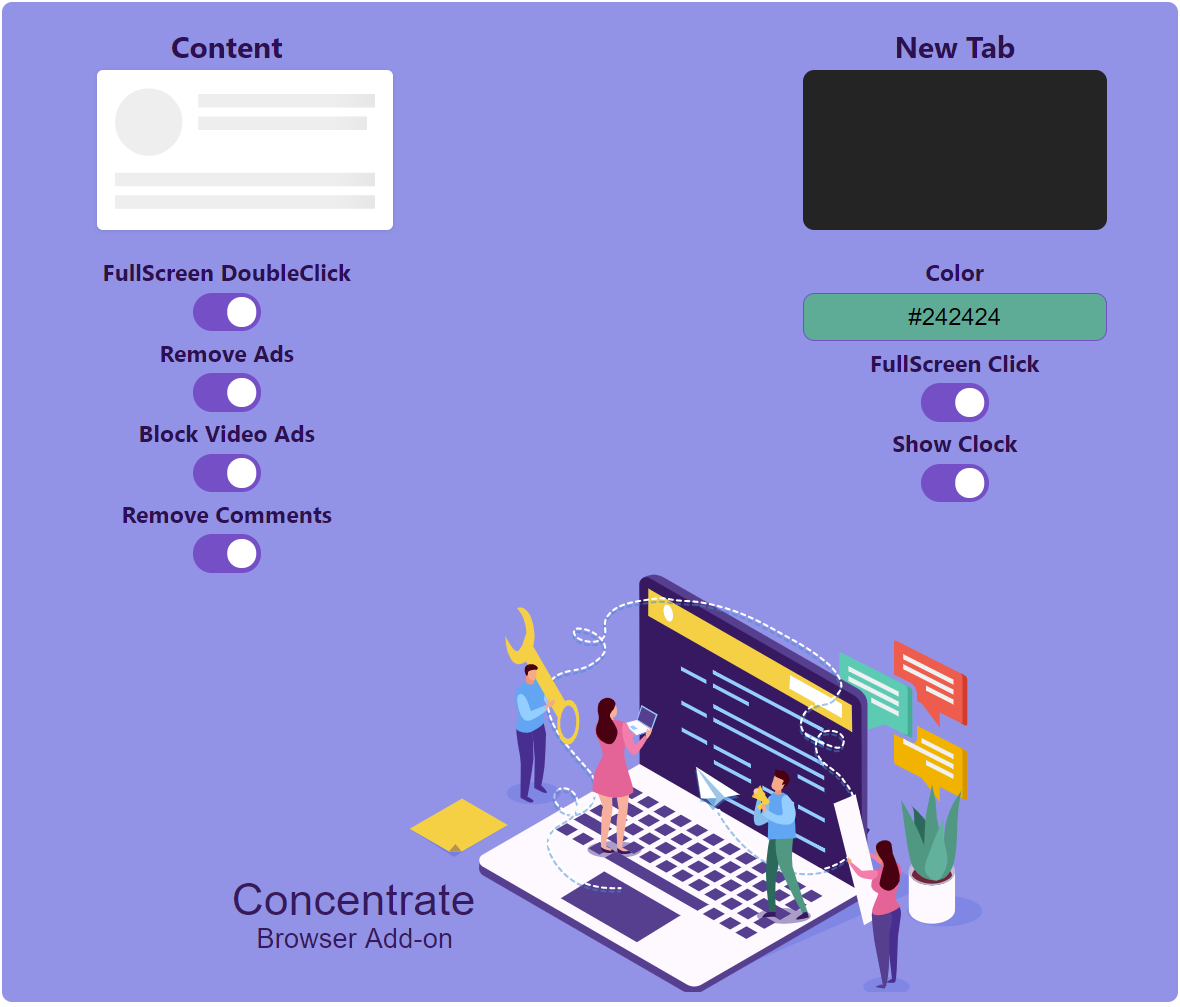 Content
FullScreen DoubleClick
Remove Ads
Block Video Ads
Remove Comments
New Tab
Color
#242424
FullScreen Click
Show Clock
Concentrate
Browser Add-on